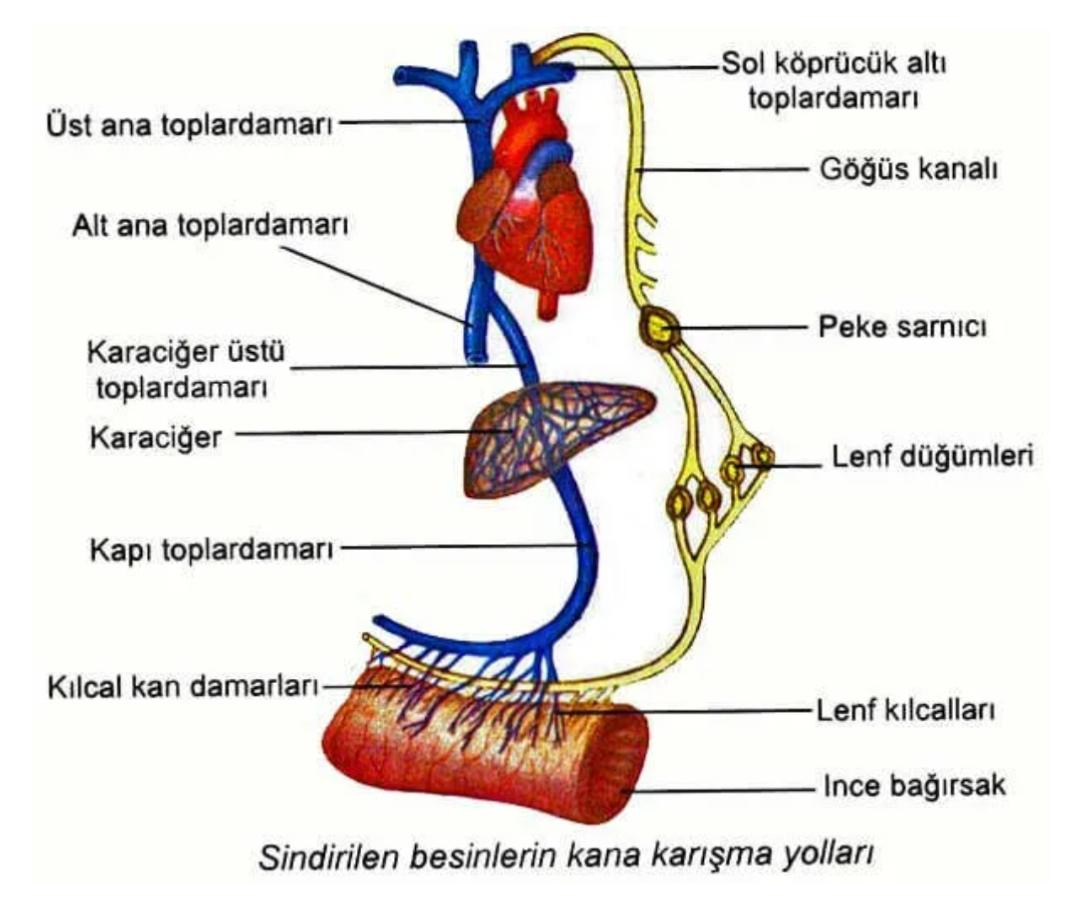 Sol köprücük altı
toplardamarı
Üst ana toplardamarı
Göğüs kanalı
Alt ana toplardamarı
Peke sarnıcı
Karaciğer üstü
toplardamarı
Karaciğer
Lenf düğümleri
Kapı toplardamarı
Kılcal kan damarları
Lenf kılcalları
Ince bağırsak
Sindirilen besinlerin kana karışma yolları